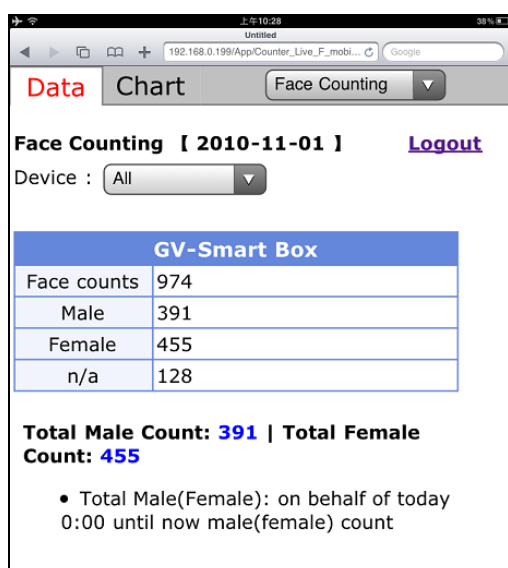 上午10:28
38%
Untitled
192.168.0.199/App/Counter_Live_F_mobi...
Google
Data
Chart
Face Counting
Face Counting 【 2010-11-01 】
Logout
Device :
All
GV-Smart Box
Face counts 974
Male 391
Female 455
n/a 128
Total Male Count: 391 | Total Female
Count: 455
• Total Male(Female): on behalf of today
0:00 until now male(female) count